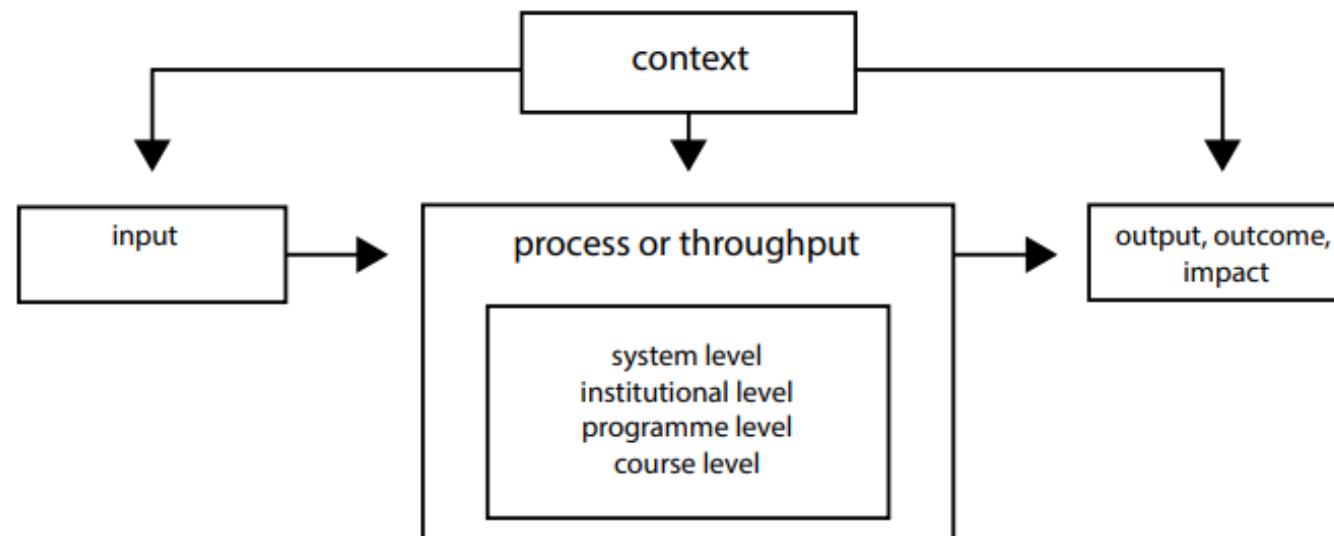 context
input
process or throughput
output, outcome,
impact
system level
institutional level
programme level
course level